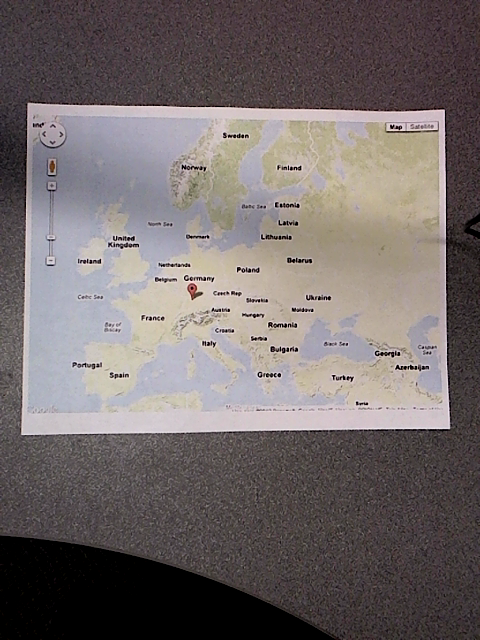 Map Satellite
Sweden
Norway
Finland
Baltic Sea
Estonia
North Sea
Latvia
Denmark
Lithuania
United
Kingdom
Ireland
Netherlands
Belarus
Poland
Belgium
Germany
Celtic Sea
Czech Rep
Slovakia
Ukraine
Austria
Hungary
Moldova
France
Bay of
Biscay
Croatia
Romania
Serbia
Italy
Bulgaria
Black Sea
Georgia
Caspian
Sea
Portugal
Spain
Greece
Turkey
Azerbaijan
Syria